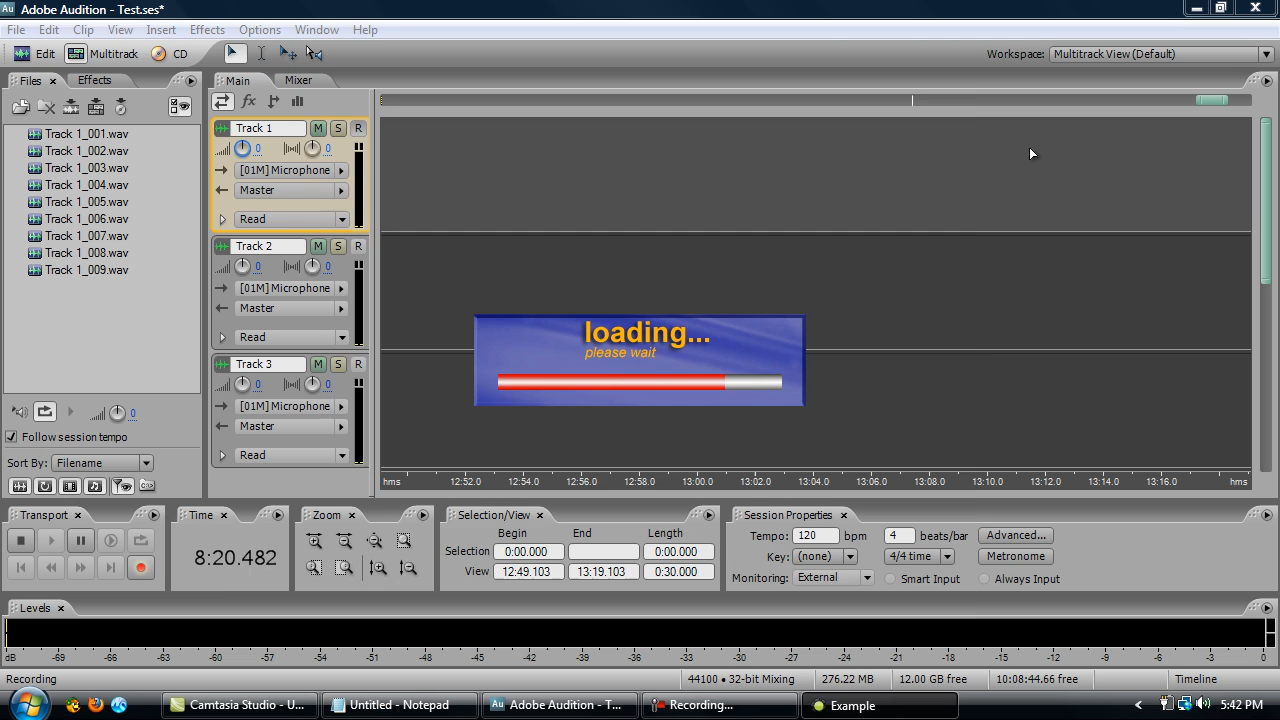 Au Adobe Audition - Test.ses*
File Edit Clip View Insert Effects Options Window Help
Edit Multitrack CD
Workspace: Multitrack View (Default)
Files × Effects
Track 1_001.wav
Track 1_002.wav
Track 1_003.wav
Track 1_004.wav
Track 1_005.wav
Track 1_006.wav
Track 1_007.wav
Track 1_008.wav
Track 1_009.wav
0
Follow session tempo
Sort By: Filename
Main Mixer
fx
Track 1 M S R
0 0
[01M] Microphone
Master
Read
Track 2 M S R
0 0
[01M] Microphone
Master
Read
Track 3 M S R
0 0
[01M] Microphone
Master
Read
loading...
please wait
hms 12:52.0 12:54.0 12:56.0 12:58.0 13:00.0 13:02.0 13:04.0 13:06.0 13:08.0 13:10.0 13:12.0 13:14.0 13:16.0 hms
Transport ×
Time ×
8:20.482
Zoom ×
Selection/View ×
Begin End Length
Selection 0:00.000 0:00.000
View 12:49.103 13:19.103 0:30.000
Session Properties ×
Tempo: 120 bpm 4 beats/bar Advanced...
Key: (none) 4/4 time Metronome
Monitoring: External Smart Input Always Input
Levels ×
dB -69 -66 -63 -60 -57 -54 -51 -48 -45 -42 -39 -36 -33 -30 -27 -24 -21 -18 -15 -12 -9 -6 -3 0
Recording 44100 • 32-bit Mixing 276.22 MB 12.00 GB free 10:08:44.66 free Timeline
Camtasia Studio - U... Untitled - Notepad Au Adobe Audition - T... Recording... Example 5:42 PM